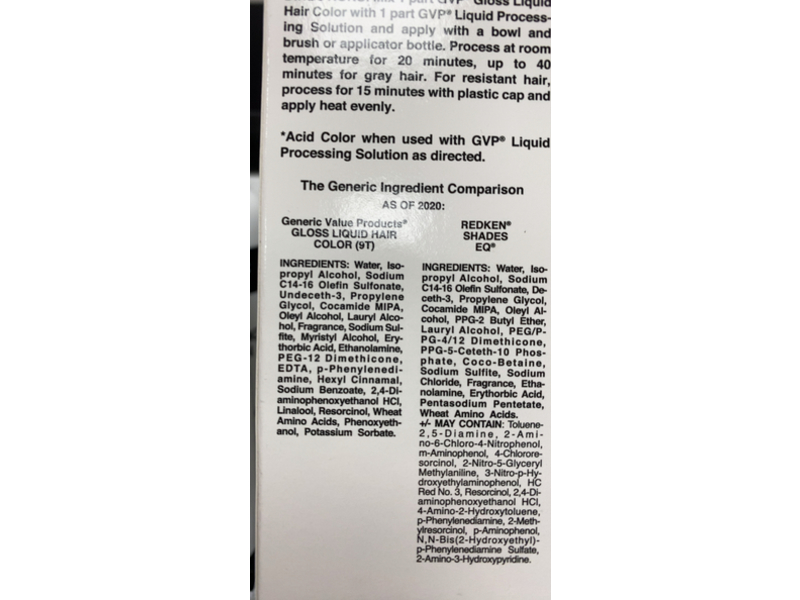 1 part GVP® Gloss Liquid
Hair Color with 1 part GVP® Liquid Process-
ing Solution and apply with a bowl and
brush or applicator bottle. Process at room
temperature for 20 minutes, up to 40
minutes for gray hair. For resistant hair,
process for 15 minutes with plastic cap and
apply heat evenly.
*Acid Color when used with GVP® Liquid
Processing Solution as directed.
The Generic Ingredient Comparison
AS OF 2020:
Generic Value Products®
GLOSS LIQUID HAIR
COLOR (9T)
INGREDIENTS: Water, Iso-
propyl Alcohol, Sodium
C14-16 Olefin Sulfonate,
Undeceth-3, Propylene
Glycol, Cocamide MIPA,
Oleyl Alcohol, Lauryl Alco-
hol, Fragrance, Sodium Sul-
fite, Myristyl Alcohol, Ery-
thorbic Acid, Ethanolamine,
PEG-12 Dimethicone,
EDTA, p-Phenylenedi-
amine, Hexyl Cinnamal,
Sodium Benzoate, 2,4-Di-
aminophenoxyethanol HCl,
Linalool, Resorcinol, Wheat
Amino Acids, Phenoxyeth-
anol, Potassium Sorbate.
REDKEN®
SHADES
EQ®
INGREDIENTS: Water, Iso-
propyl Alcohol, Sodium
C14-16 Olefin Sulfonate, De-
ceth-3, Propylene Glycol,
Cocamide MIPA, Oleyl Al-
cohol, PPG-2 Butyl Ether,
Lauryl Alcohol, PEG/P-
PG-4/12 Dimethicone,
PPG-5-Ceteth-10 Phos-
phate, Coco-Betaine,
Sodium Sulfite, Sodium
Chloride, Fragrance, Etha-
nolamine, Erythorbic Acid,
Pentasodium Pentetate,
Wheat Amino Acids.
+/- MAY CONTAIN: Toluene-
2,5-Diamine, 2-Ami-
no-6-Chloro-4-Nitrophenol,
m-Aminophenol, 4-Chlorore-
sorcinol, 2-Nitro-5-Glyceryl
Methylaniline, 3-Nitro-p-Hy-
droxyethylaminophenol, HC
Red No. 3, Resorcinol, 2,4-Di-
aminophenoxyethanol HCl,
4-Amino-2-Hydroxytoluene,
p-Phenylenediamine, 2-Meth-
ylresorcinol, p-Aminophenol,
N,N-Bis(2-Hydroxyethyl)-
p-Phenylenediamine Sulfate,
2-Amino-3-Hydroxypyridine.